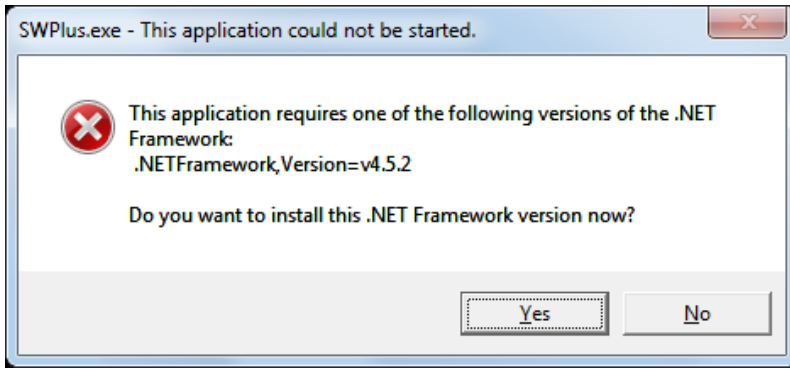 SWPlus.exe - This application could not be started.
This application requires one of the following versions of the .NET
Framework:
.NETFramework,Version=v4.5.2
Do you want to install this .NET Framework version now?
Yes
No